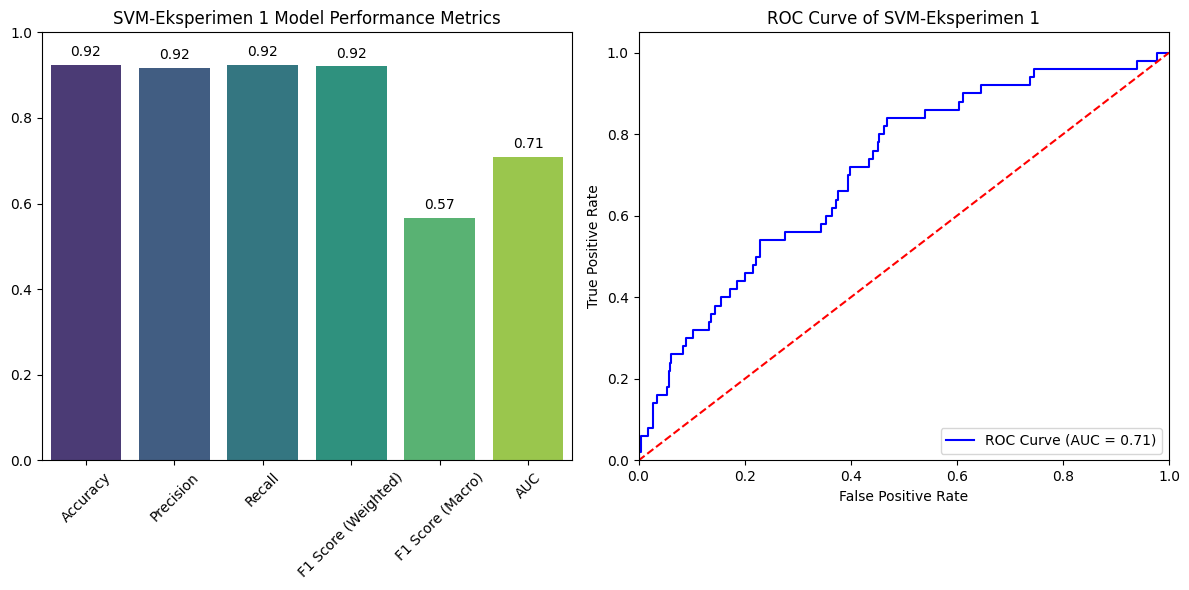 SVM-Eksperimen 1 Model Performance Metrics
1.0
0.8
0.6
0.4
0.2
0.0
0.92
0.92
0.92
0.92
0.57
0.71
Accuracy
Precision
Recall
F1 Score (Weighted)
F1 Score (Macro)
AUC
ROC Curve of SVM-Eksperimen 1
True Positive Rate
1.0
0.8
0.6
0.4
0.2
0.0
ROC Curve (AUC = 0.71)
0.0
0.2
0.4
0.6
0.8
1.0
False Positive Rate